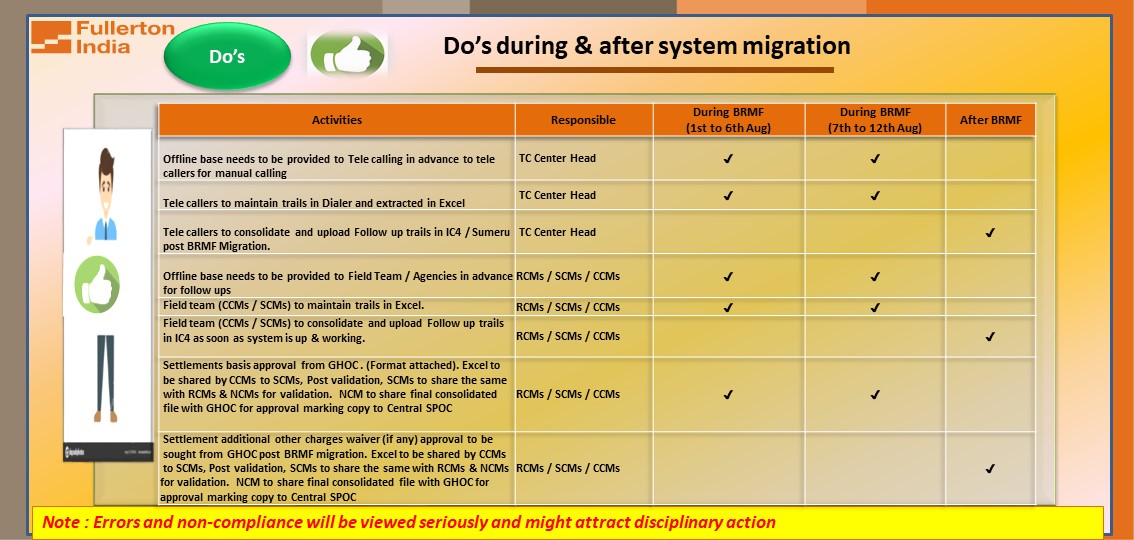 Fullerton
India
Do's
Do's during & after system migration
Activities
Responsible
During BRMF
(1st to 6th Aug)
During BRMF
(7th to 12th Aug)
After BRMF
Offline base needs to be provided to Tele calling in advance to tele
callers for manual calling
TC Center Head
✓ ✓
Tele callers to maintain trails in Dialer and extracted in Excel
TC Center Head
✓ ✓
Tele callers to consolidate and upload Follow up trails in IC4 / Sumeru
post BRMF Migration.
TC Center Head
✓
Offline base needs to be provided to Field Team / Agencies in advance
for follow ups
RCMs / SCMs / CCMs
✓ ✓
Field team (CCMs / SCMs) to maintain trails in Excel.
RCMs / SCMs / CCMs
✓ ✓
Field team (CCMs / SCMs) to consolidate and upload Follow up trails
in IC4 as soon as system is up & working.
RCMs / SCMs / CCMs
✓
Settlements basis approval from GHOC . (Format attached). Excel to
be shared by CCMs to SCMs, Post validation, SCMs to share the same
with RCMs & NCMs for validation. NCM to share final consolidated
file with GHOC for approval marking copy to Central SPOC
RCMs / SCMs / CCMs
✓ ✓
Settlement additional other charges waiver (if any) approval to be
sought from GHOC post BRMF migration. Excel to be shared by CCMs
to SCMs, Post validation, SCMs to share the same with RCMs & NCMs
for validation. NCM to share final consolidated file with GHOC for
approval marking copy to Central SPOC
RCMs / SCMs / CCMs
✓
Note : Errors and non-compliance will be viewed seriously and might attract disciplinary action